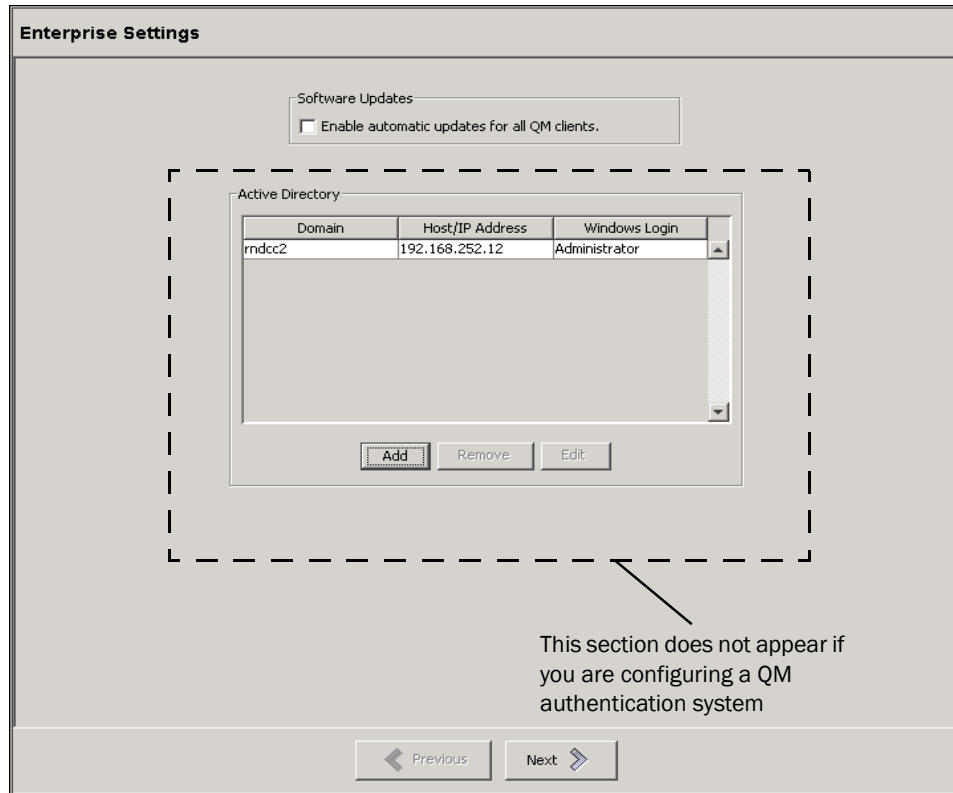 Enterprise Settings
Software Updates
Enable automatic updates for all QM clients.
Active Directory
Domain Host/IP Address Windows Login
rndcc2 192.168.252.12 Administrator
Add Remove Edit
This section does not appear if
you are configuring a QM
authentication system
Previous Next